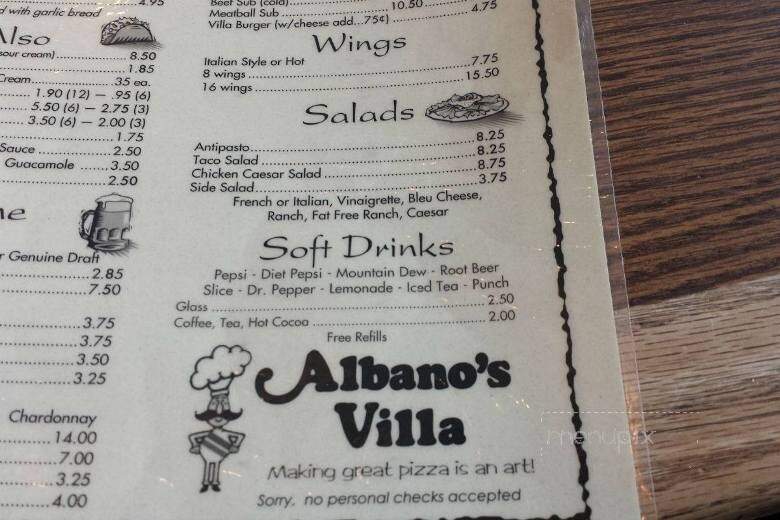 4.95
d with garlic bread
Also
sour cream) 8.50
1.85
Cream 35 ea.
1.90 (12) — .95 (6)
5.50 (6) — 2.75 (3)
3.50 (6) — 2.00 (3)
1.75
Sauce 2.50
Guacamole 3.50
2.50
ne
r Genuine Draft
2.85
7.50
3.75
3.75
3.50
3.25
Chardonnay
14.00
7.00
3.25
4.00
Beef Sub (cold) 10.50
Meatball Sub 4.75
Villa Burger (w/cheese add...75¢)
Wings
Italian Style or Hot
8 wings 7.75
16 wings 15.50
Salads
Antipasto 8.25
Taco Salad 8.25
Chicken Caesar Salad 8.75
Side Salad 3.75
French or Italian, Vinaigrette, Bleu Cheese,
Ranch, Fat Free Ranch, Caesar
Soft Drinks
Pepsi - Diet Pepsi - Mountain Dew - Root Beer
Slice - Dr. Pepper - Lemonade - Iced Tea - Punch
Glass 2.50
Coffee, Tea, Hot Cocoa 2.00
Free Refills
Albano's
Villa
Making great pizza is an art!
Sorry, no personal checks accepted
menupix